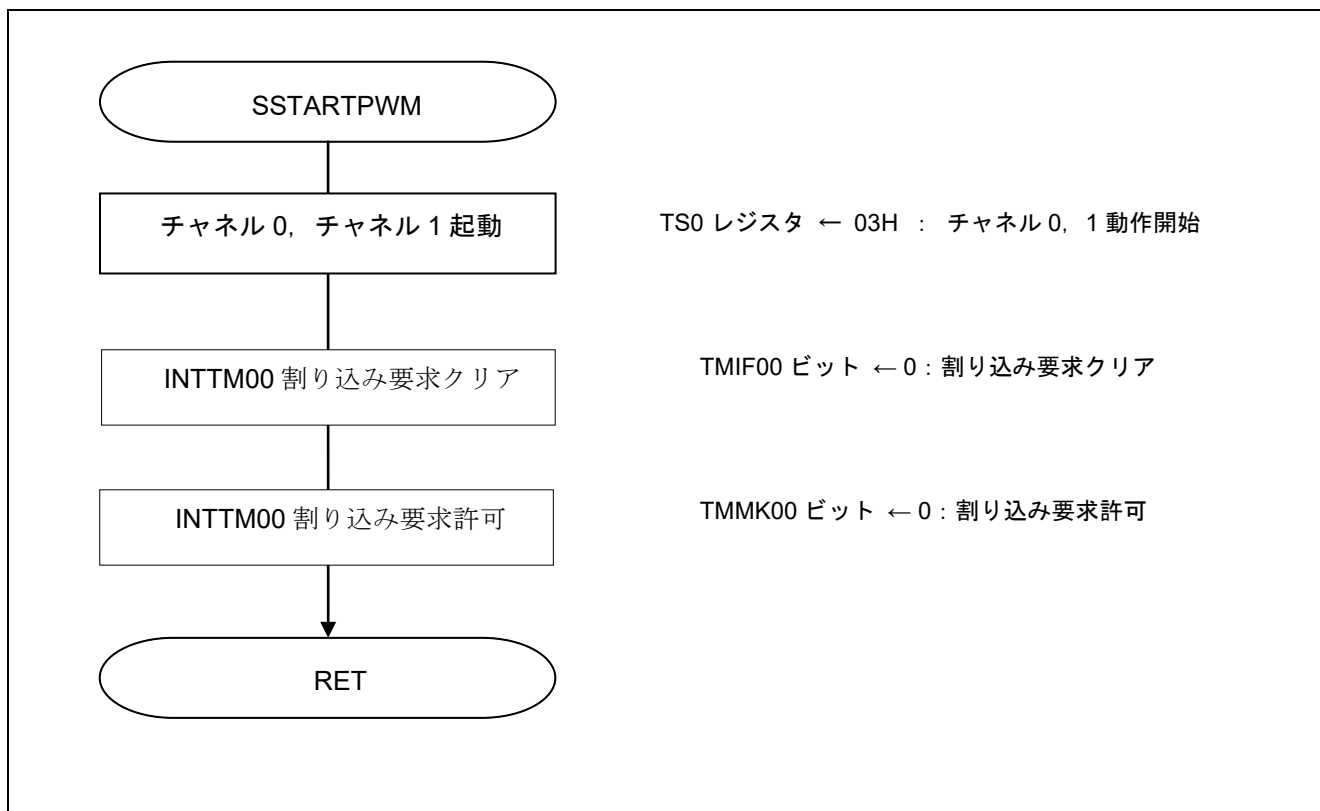 SSTARTPWM
チャネル 0, チャネル 1 起動
TS0 レジスタ ← 03H : チャネル 0, 1 動作開始
INTTM00 割り込み要求クリア
TMIF00 ビット ← 0:割り込み要求クリア
INTTM00 割り込み要求許可
TMMK00 ビット ← 0:割り込み要求許可
RET